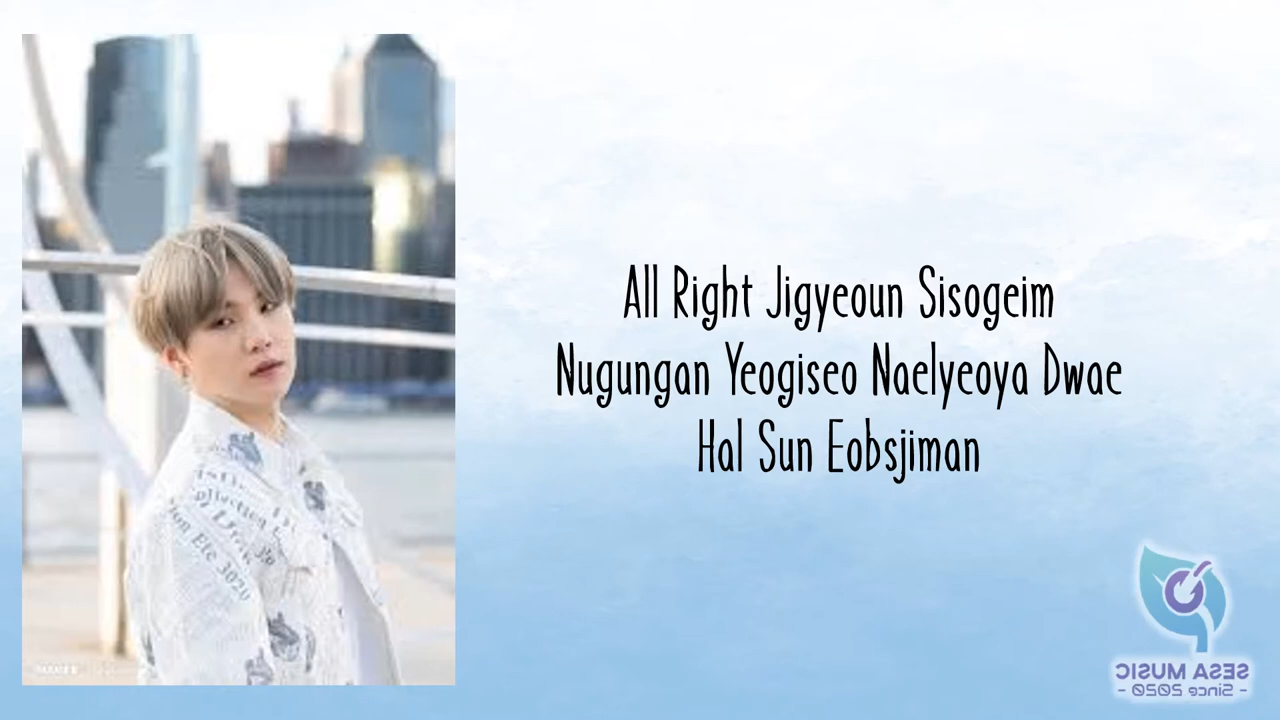 All Right Jigyeoun Sisogeim
Nugungan Yeogiseo Naelyeoya Dwae
Hal Sun Eobsjiman
SESA MUSIC
- Since 2020 -